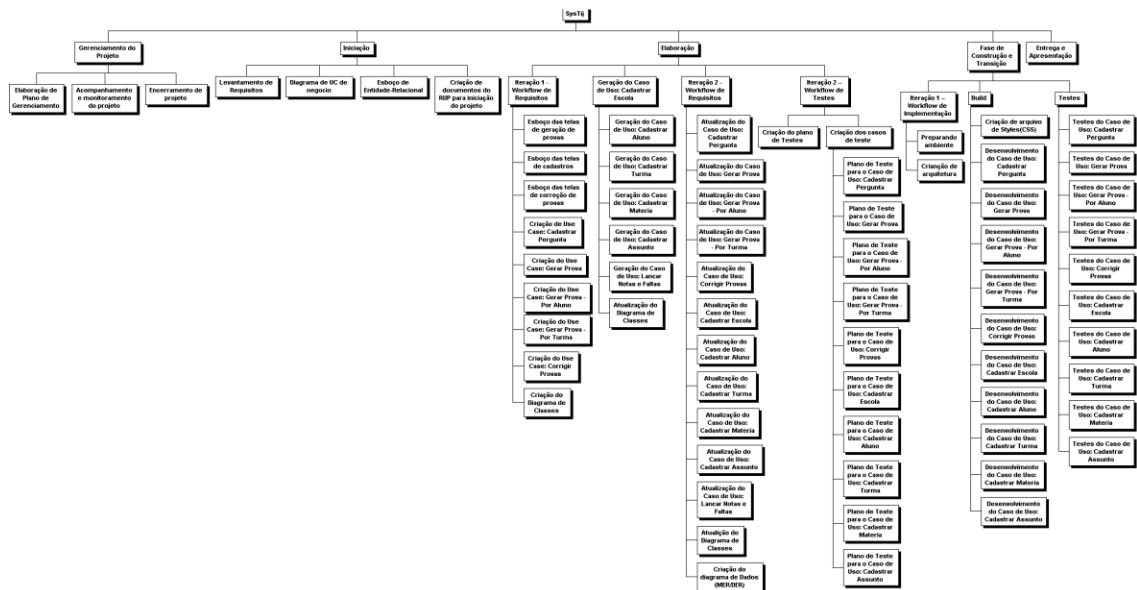 SysTij
Gerenciamento do
Projeto
Elaboração de
Plano de
Gerenciamento
Acompanhamento
e monitoramento
do projeto
Encerramento de
projeto
Iniciação
Levantamento de
Requisitos
Diagrama de UC de
negocio
Esboço de
Entidade-Relacional
Criação de
documentos do
RUP para iniciação
do projeto
Elaboração
Iteração 1 -
Workflow de
Requisitos
Esboço das telas
de geração de
provas
Esboço das telas
de cadastros
Esboço das telas
de correção de
provas
Criação de Use
Case: Cadastrar
Pergunta
Criação do Use
Case: Gerar Prova
Criação do Use
Case: Gerar Prova -
Por Aluno
Criação do Use
Case: Gerar Prova -
Por Turma
Criação do Use
Case: Corrigir
Provas
Criação do
Diagrama de
Classes
Geração do Caso
de Uso: Cadastrar
Escola
Geração do Caso
de Uso: Cadastrar
Aluno
Geração do Caso
de Uso: Cadastrar
Turma
Geração do Caso
de Uso: Cadastrar
Materia
Geração do Caso
de Uso: Cadastrar
Assunto
Geração do Caso
de Uso: Lancar
Notas e Faltas
Atualização do
Diagrama de
Classes
Iteração 2 -
Workflow de
Requisitos
Atualização do
Caso de Uso:
Cadastrar
Pergunta
Atualização do Caso
de Uso: Gerar Prova
Atualização do Caso
de Uso: Gerar Prova
- Por Aluno
Atualização do Caso
de Uso: Gerar Prova
- Por Turma
Atualização do
Caso de Uso:
Corrigir Provas
Atualização do
Caso de Uso:
Cadastrar Escola
Atualização do
Caso de Uso:
Cadastrar Aluno
Atualização do
Caso de Uso:
Cadastrar Turma
Atualização do
Caso de Uso:
Cadastrar Materia
Atualização do
Caso de Uso:
Cadastrar Assunto
Atualização do
Caso de Uso:
Lancar Notas e
Faltas
Atualição do
Diagrama de
Classes
Criação do
diagrama de Bados
(MER/DER)
Iteração 2 –
Workflow de
Testes
Criação do plano
de Testes
Criação dos casos
de teste
Plano de Teste
para o Caso de
Uso: Cadastrar
Pergunta
Plano de Teste
para o Caso de
Uso: Gerar Prova
Plano de Teste
para o Caso de
Uso: Gerar Prova -
Por Aluno
Plano de Teste
para o Caso de
Uso: Gerar Prova -
Por Turma
Plano de Teste
para o Caso de
Uso: Corrigir
Provas
Plano de Teste
para o Caso de
Uso: Cadastrar
Escola
Plano de Teste
para o Caso de
Uso: Cadastrar
Aluno
Plano de Teste
para o Caso de
Uso: Cadastrar
Turma
Plano de Teste
para o Caso de
Uso: Cadastrar
Materia
Plano de Teste
para o Caso de
Uso: Cadastrar
Assunto
Fase de
Construção e
Transição
Iteração 1 –
Workflow de
Implementação
Preparando
ambiente
Criançao de
arquitetura
Build
Criação de arquivo
de Styles(CSS)
Desenvolvimento
do Caso de Uso:
Cadastrar
Pergunta
Desenvolvimento
do Caso de Uso:
Gerar Prova
Desenvolvimento
do Caso de Uso:
Gerar Prova - Por
Aluno
Desenvolvimento
do Caso de Uso:
Gerar Prova - Por
Turma
Desenvolvimento
do Caso de Uso:
Corrigir Provas
Desenvolvimento
do Caso de Uso:
Cadastrar Escola
Desenvolvimento
do Caso de Uso:
Cadastrar Aluno
Desenvolvimento
do Caso de Uso:
Cadastrar Turma
Desenvolvimento
do Caso de Uso:
Cadastrar Materia
Desenvolvimento
do Caso de Uso:
Cadastrar Assunto
Testes
Testes do Caso de
Uso: Cadastrar
Pergunta
Testes do Caso de
Uso: Gerar Prova
Testes do Caso de
Uso: Gerar Prova -
Por Aluno
Testes do Caso de
Uso: Gerar Prova -
Por Turma
Testes do Caso de
Uso: Corrigir
Provas
Testes do Caso de
Uso: Cadastrar
Escola
Testes do Caso de
Uso: Cadastrar
Aluno
Testes do Caso de
Uso: Cadastrar
Turma
Testes do Caso de
Uso: Cadastrar
Materia
Testes do Caso de
Uso: Cadastrar
Assunto
Entrega e
Apresentação